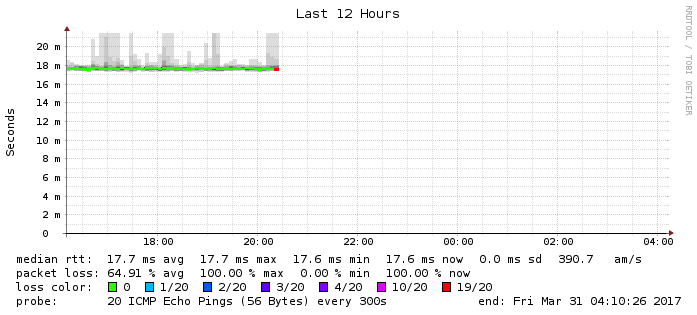 Last 12 Hours
RRDTOOL / TOBI OETIKER
Seconds
20 m
18 m
16 m
14 m
12 m
10 m
8 m
6 m
4 m
2 m
0
18:00 20:00 22:00 00:00 02:00 04:00
median rtt: 17.7 ms avg 17.7 ms max 17.6 ms min 17.6 ms now 0.0 ms sd 390.7 am/s
packet loss: 64.91 % avg 100.00 % max 0.00 % min 100.00 % now
loss color: 0 1/20 2/20 3/20 4/20 10/20 19/20
probe: 20 ICMP Echo Pings (56 Bytes) every 300s end: Fri Mar 31 04:10:26 2017